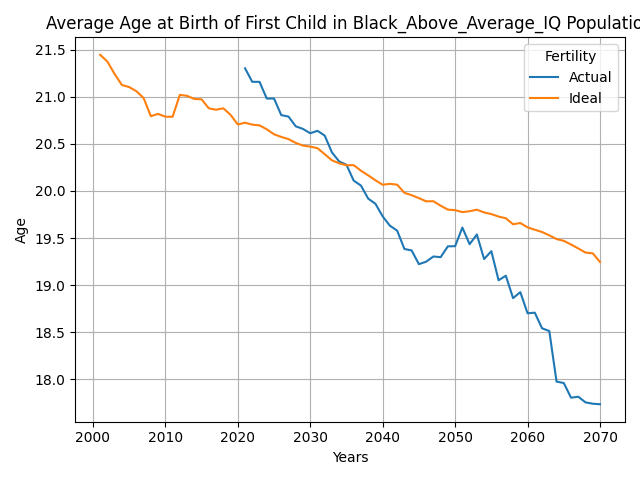 Average Age at Birth of First Child in Black_Above_Average_IQ Populatio
Fertility
Actual
Ideal
21.5
21.0
20.5
20.0
19.5
19.0
18.5
18.0
Age
2000 2010 2020 2030 2040 2050 2060 2070
Years